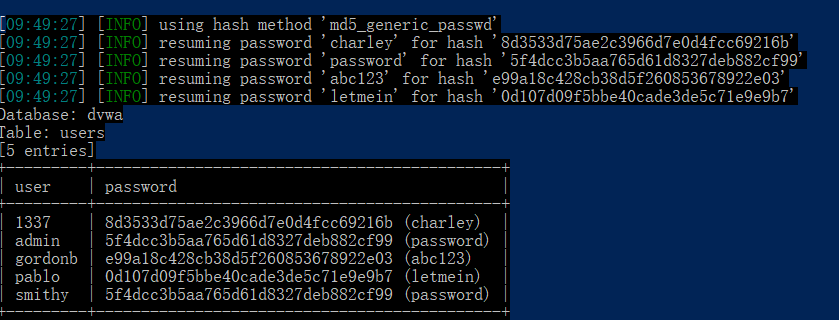 [09:49:27] [INFO] using hash method 'md5_generic_passwd'
[09:49:27] [INFO] resuming password 'charley' for hash '8d3533d75ae2c3966d7e0d4fcc69216b'
[09:49:27] [INFO] resuming password 'password' for hash '5f4dcc3b5aa765d61d8327deb882cf99'
[09:49:27] [INFO] resuming password 'abc123' for hash 'e99a18c428cb38d5f260853678922e03'
[09:49:27] [INFO] resuming password 'letmein' for hash '0d107d09f5bbe40cade3de5c71e9e9b7'
Database: dvwa
Table: users
[5 entries]
+---------+---------------------------------------------+
| user | password |
+---------+---------------------------------------------+
| 1337 | 8d3533d75ae2c3966d7e0d4fcc69216b (charley) |
| admin | 5f4dcc3b5aa765d61d8327deb882cf99 (password) |
| gordonb | e99a18c428cb38d5f260853678922e03 (abc123) |
| pablo | 0d107d09f5bbe40cade3de5c71e9e9b7 (letmein) |
| smithy | 5f4dcc3b5aa765d61d8327deb882cf99 (password) |
+---------+---------------------------------------------+